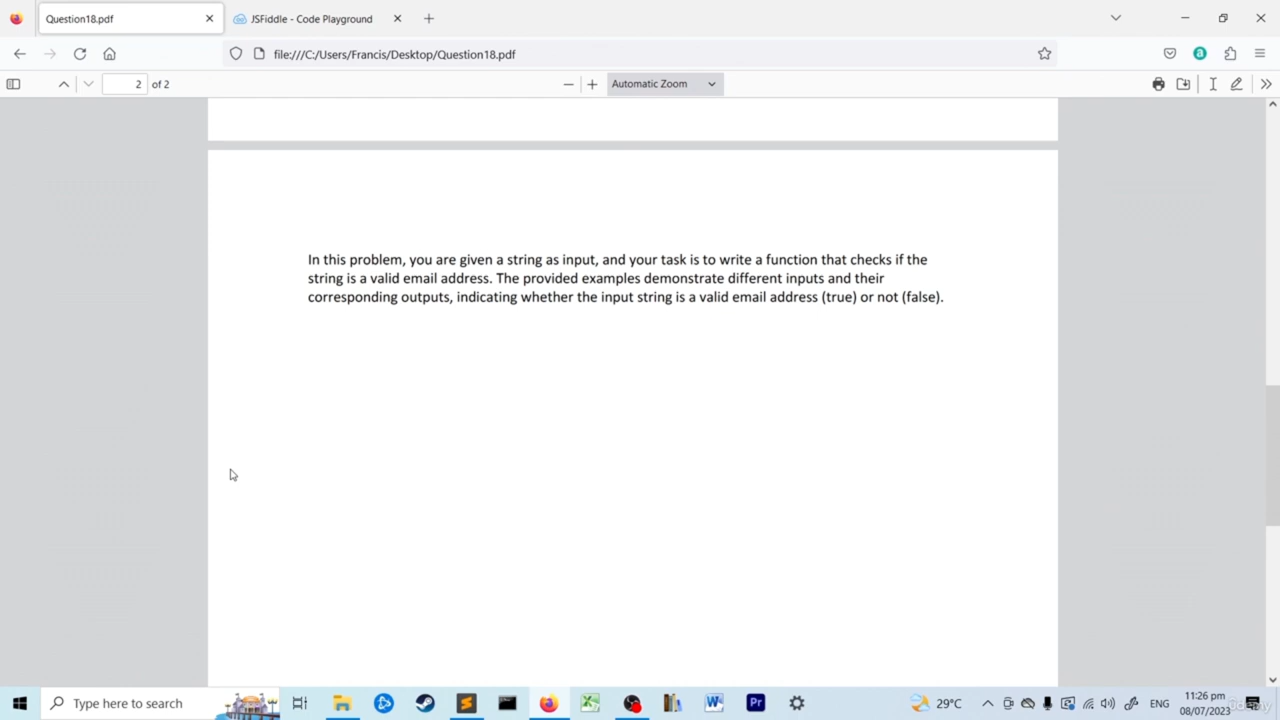 Question18.pdf
JSFiddle - Code Playground
file:///C:/Users/Francis/Desktop/Question18.pdf
2 of 2
Automatic Zoom
In this problem, you are given a string as input, and your task is to write a function that checks if the
string is a valid email address. The provided examples demonstrate different inputs and their
corresponding outputs, indicating whether the input string is a valid email address (true) or not (false).
Type here to search
Pr
29°C
ENG
11:26 pm
08/07/2023